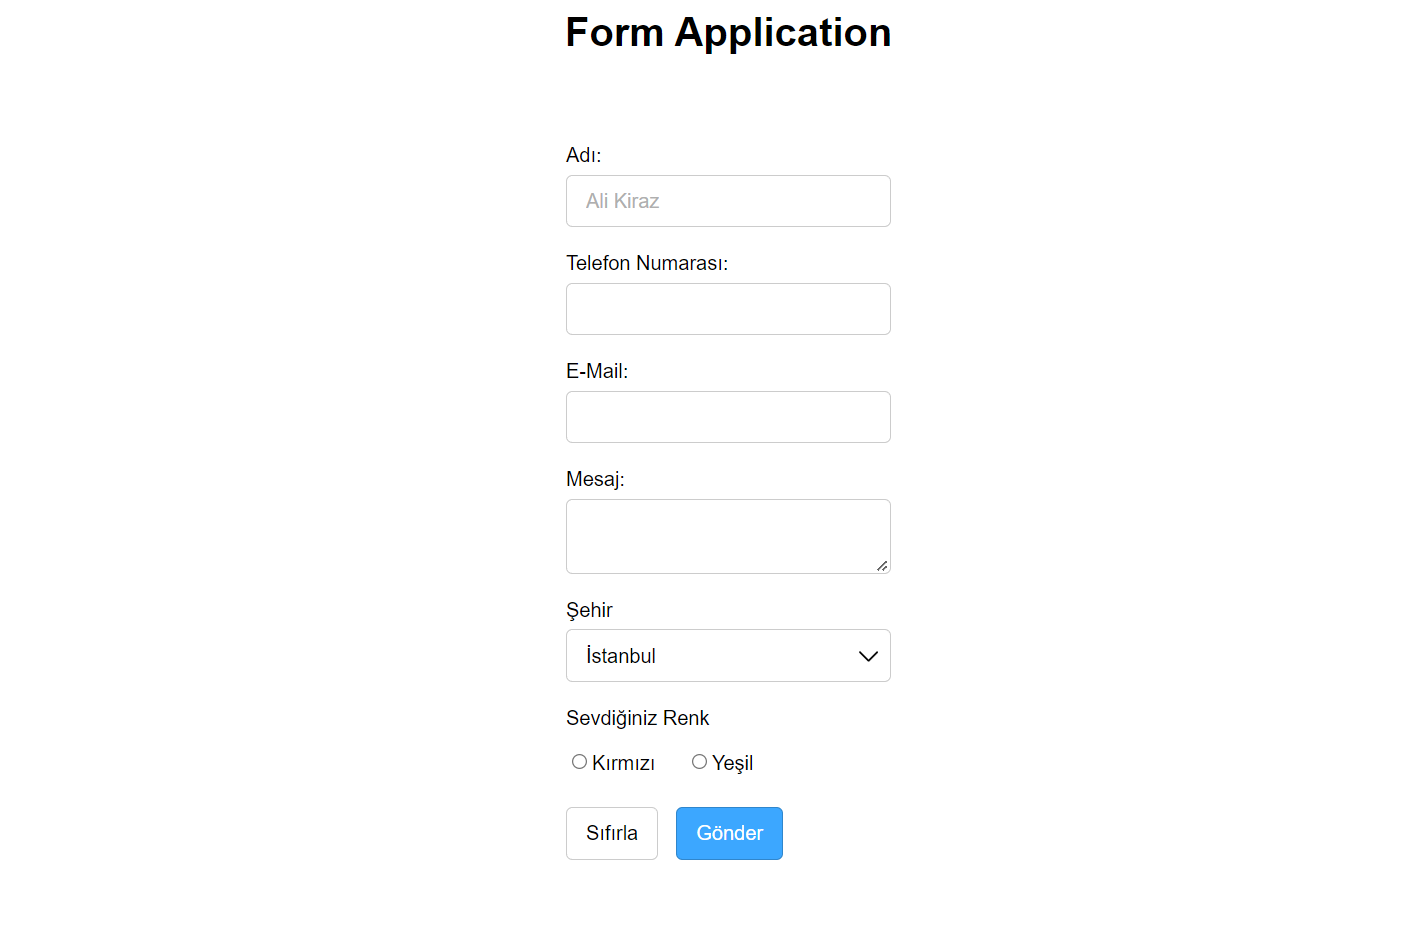 Form Application
Adı:
Ali Kiraz
Telefon Numarası:
E-Mail:
Mesaj:
Şehir
İstanbul
Sevdiğiniz Renk
Kırmızı Yeşil
Sıfırla Gönder